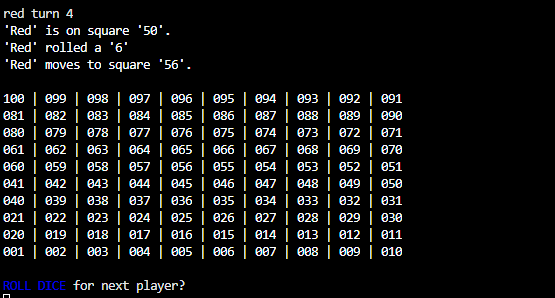 red turn 4
'Red' is on square '50'.
'Red' rolled a '6'
'Red' moves to square '56'.
100 | 099 | 098 | 097 | 096 | 095 | 094 | 093 | 092 | 091
081 | 082 | 083 | 084 | 085 | 086 | 087 | 088 | 089 | 090
080 | 079 | 078 | 077 | 076 | 075 | 074 | 073 | 072 | 071
061 | 062 | 063 | 064 | 065 | 066 | 067 | 068 | 069 | 070
060 | 059 | 058 | 057 | 056 | 055 | 054 | 053 | 052 | 051
041 | 042 | 043 | 044 | 045 | 046 | 047 | 048 | 049 | 050
040 | 039 | 038 | 037 | 036 | 035 | 034 | 033 | 032 | 031
021 | 022 | 023 | 024 | 025 | 026 | 027 | 028 | 029 | 030
020 | 019 | 018 | 017 | 016 | 015 | 014 | 013 | 012 | 011
001 | 002 | 003 | 004 | 005 | 006 | 007 | 008 | 009 | 010
ROLL DICE for next player?